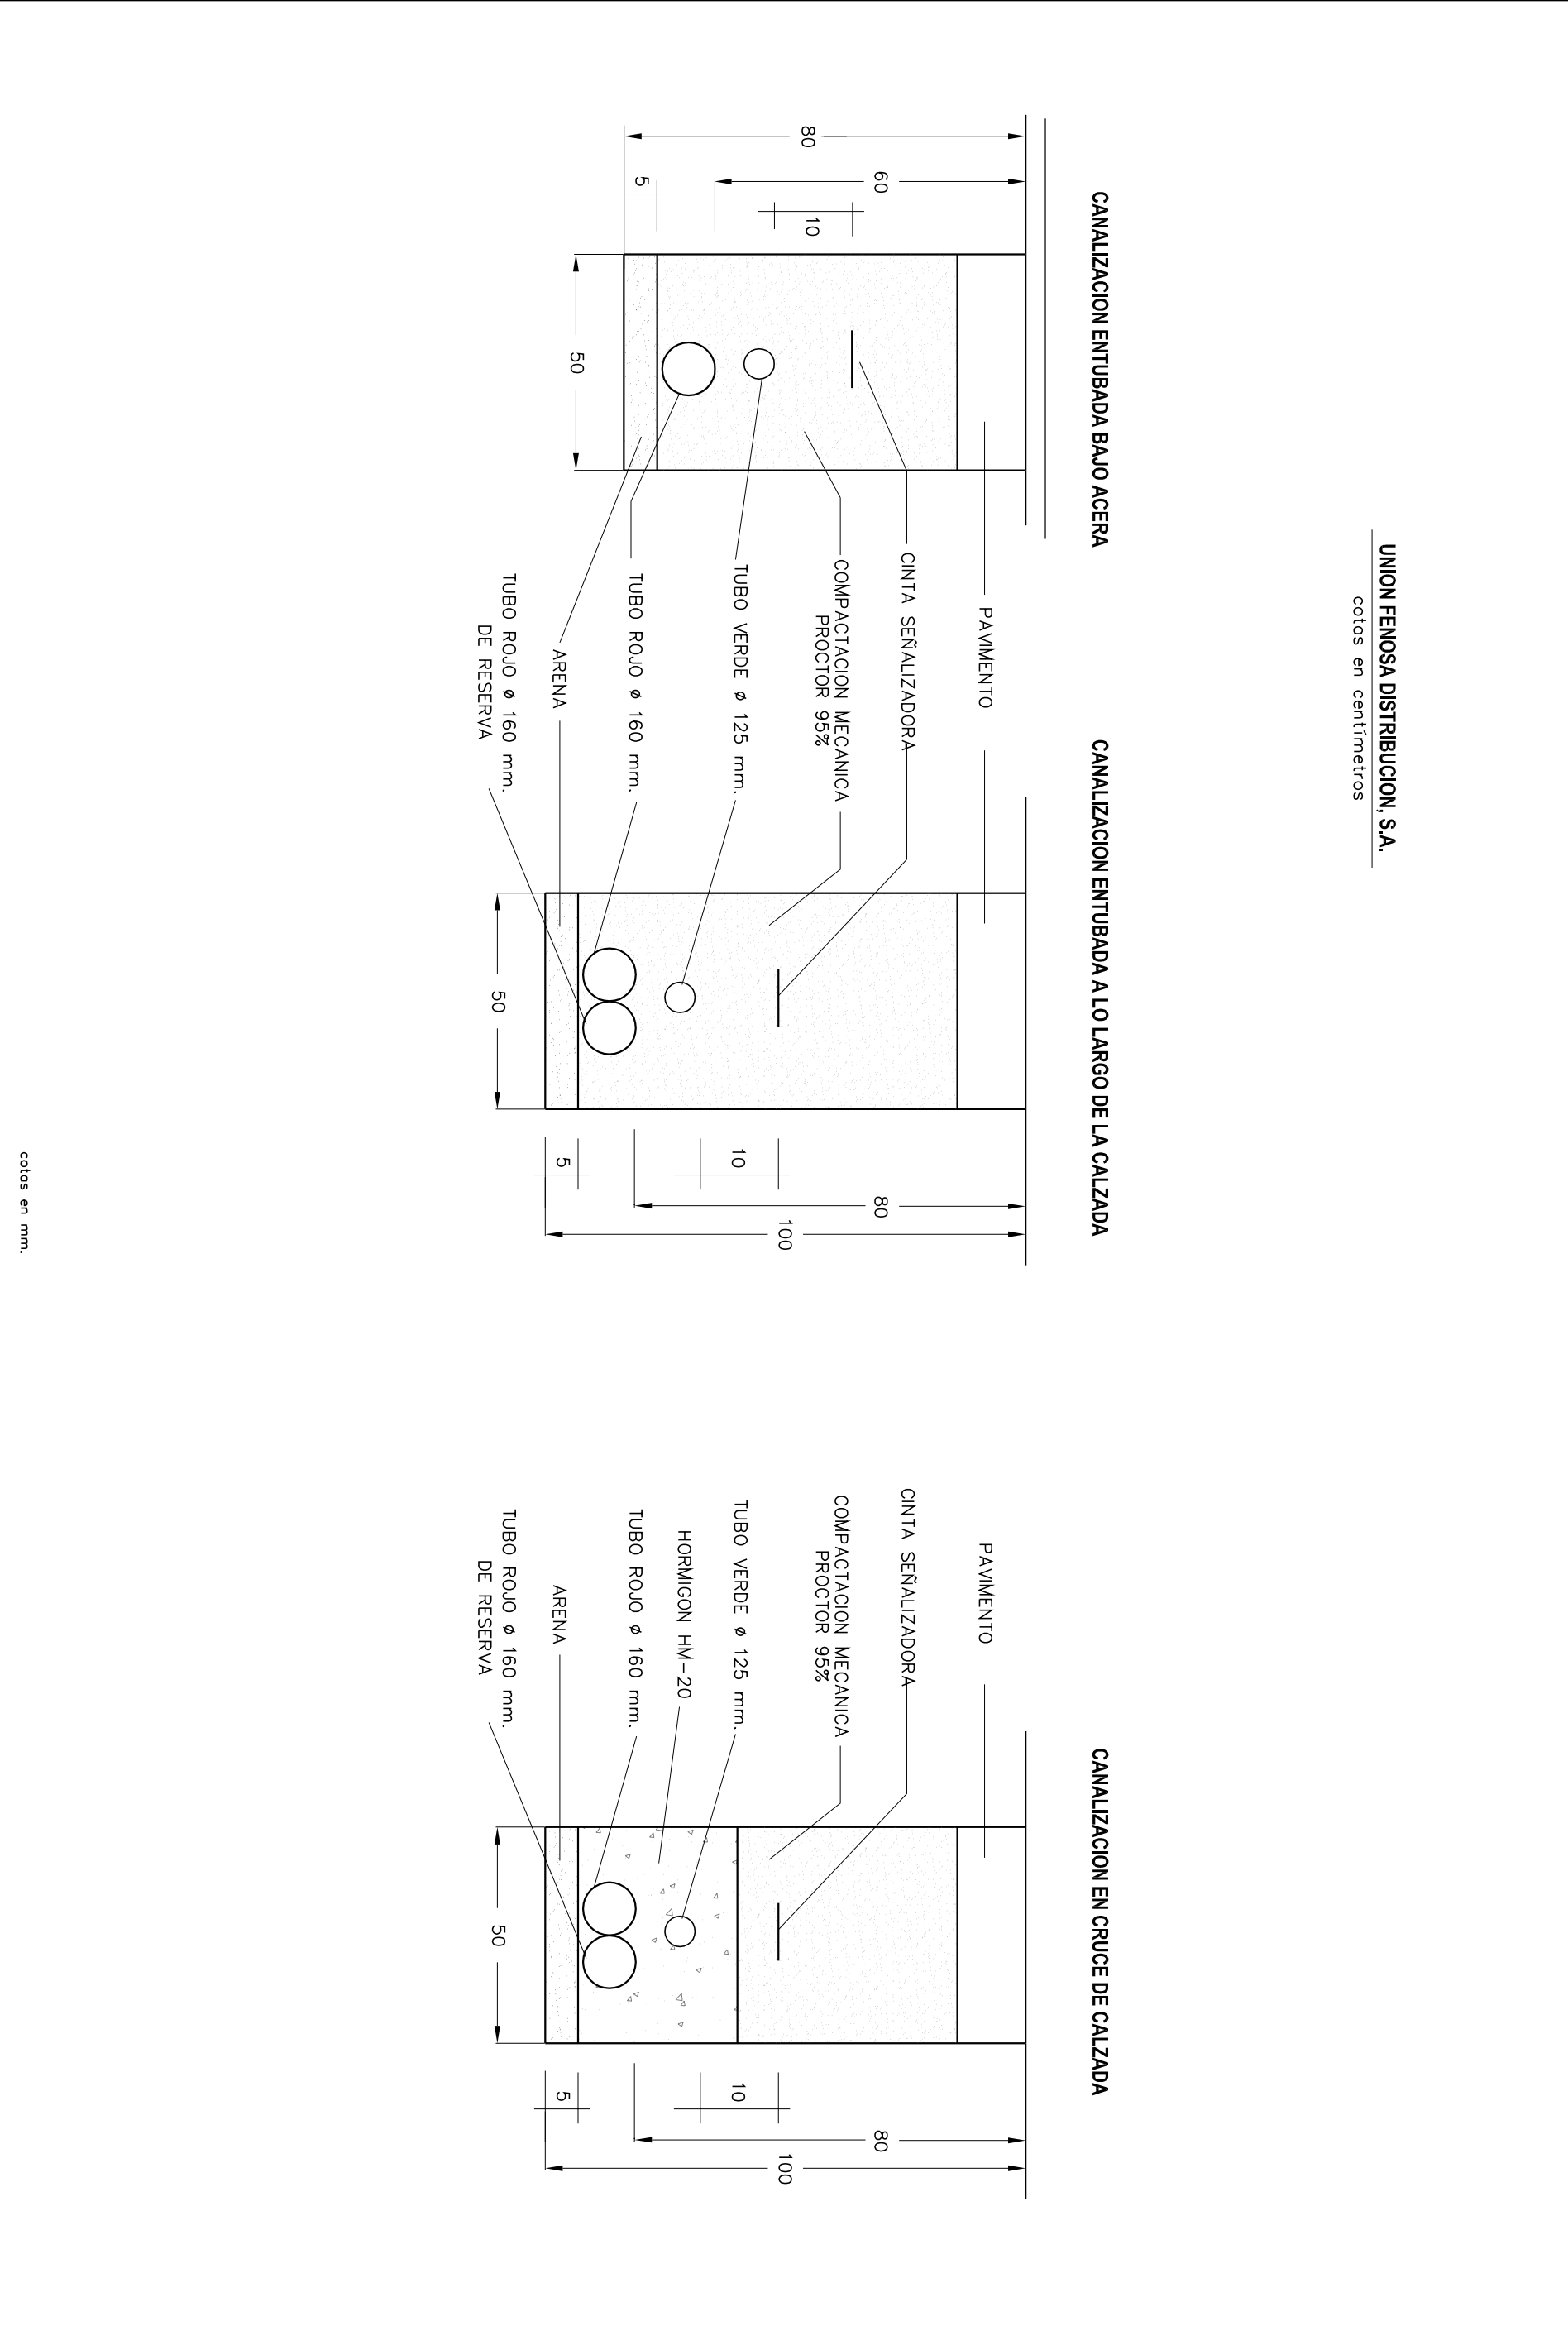 UNION FENOSA DISTRIBUCION, S.A.
cotas en centímetros
CANALIZACION ENTUBADA BAJO ACERA
80
60
5
10
50
CANALIZACION ENTUBADA A LO LARGO DE LA CALZADA
PAVIMENTO
CINTA SEÑALIZADORA
COMPACTACION MECANICA
PROCTOR 95%
TUBO VERDE ø 125 mm.
TUBO ROJO ø 160 mm.
ARENA
TUBO ROJO ø 160 mm.
DE RESERVA
50
5
10
80
100
CANALIZACION EN CRUCE DE CALZADA
PAVIMENTO
CINTA SEÑALIZADORA
COMPACTACION MECANICA
PROCTOR 95%
TUBO VERDE ø 125 mm.
HORMIGON HM-20
TUBO ROJO ø 160 mm.
ARENA
TUBO ROJO ø 160 mm.
DE RESERVA
50
5
10
80
100
cotas en mm.